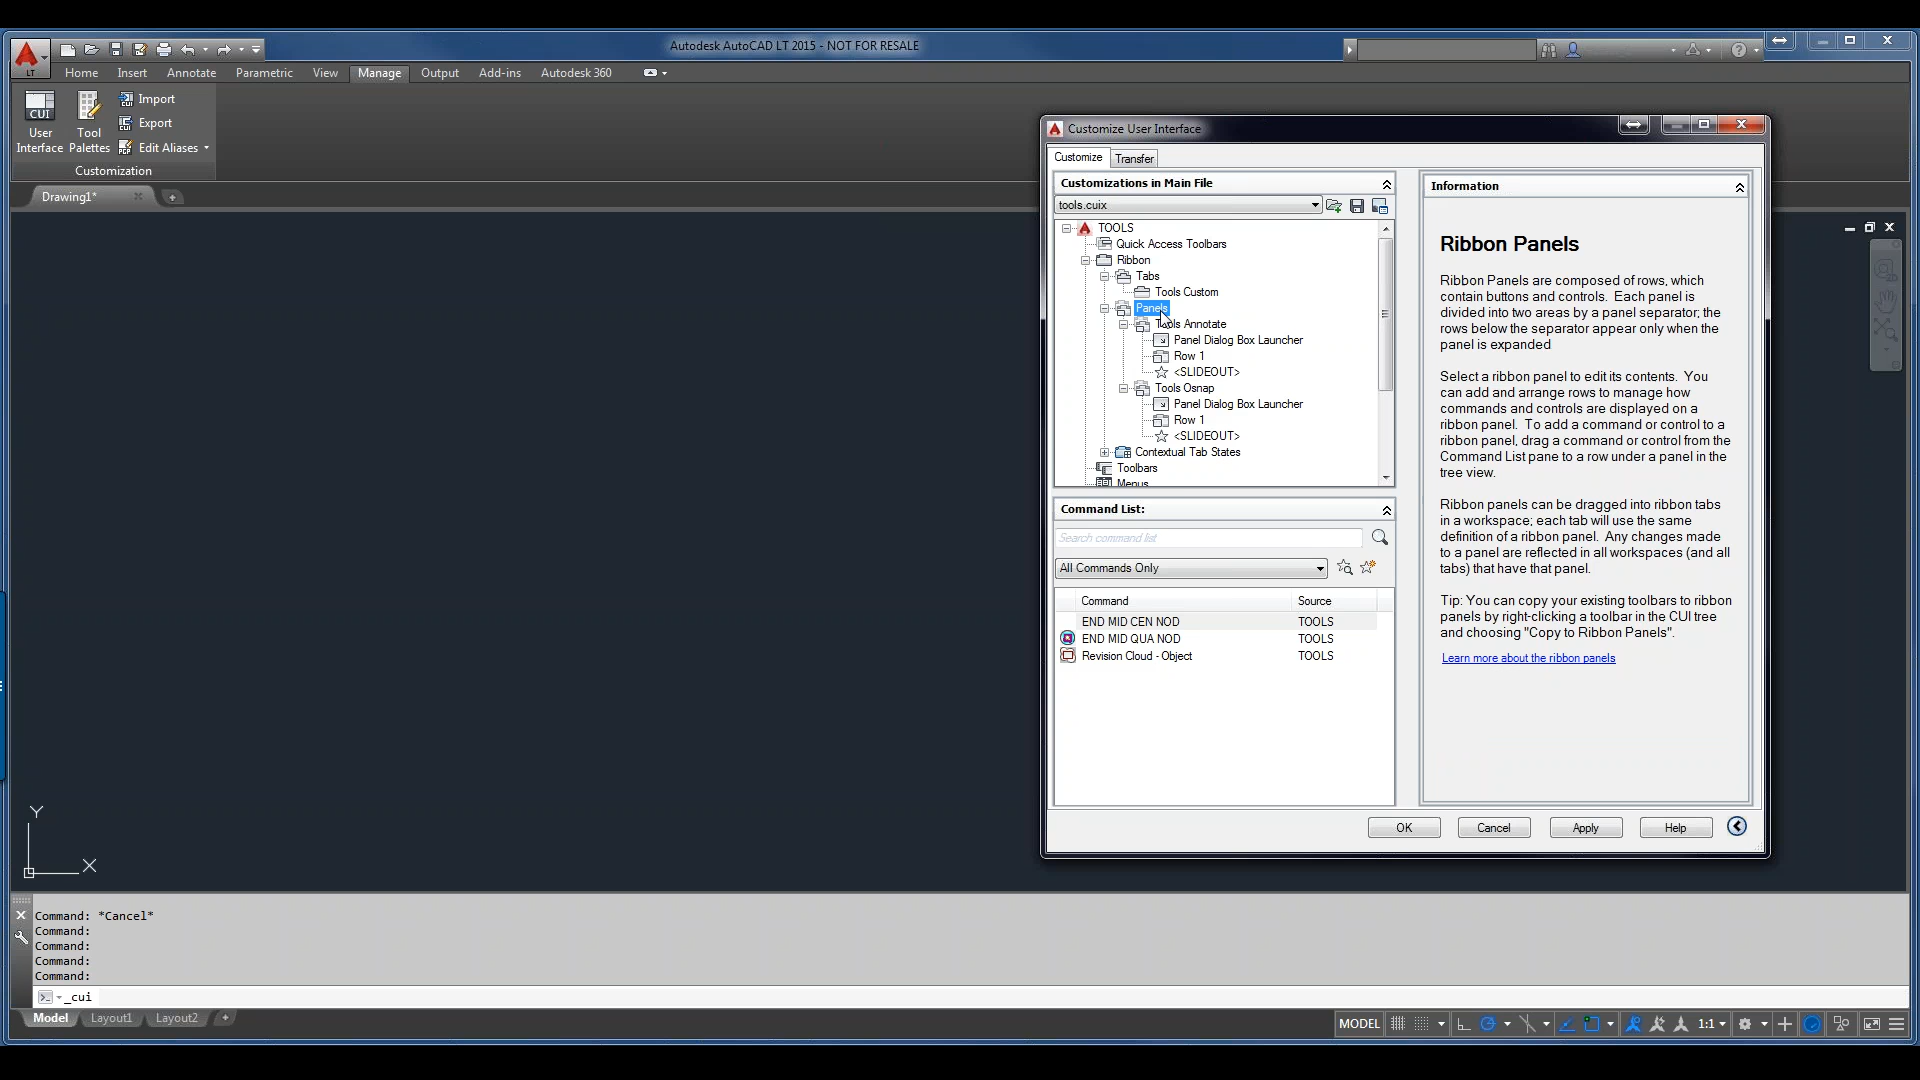 Autodesk AutoCAD LT 2015 - NOT FOR RESALE
LT
Home Insert Annotate Parametric View Manage Output Add-ins Autodesk 360
CUI
User Interface
Tool Palettes
Import
Export
Edit Aliases
Customization
Drawing1*
Customize User Interface
Customize Transfer
Customizations in Main File
tools.cuix
TOOLS
Quick Access Toolbars
Ribbon
Tabs
Tools Custom
Panels
Tools Annotate
Panel Dialog Box Launcher
Row 1
<SLIDEOUT>
Tools Osnap
Panel Dialog Box Launcher
Row 1
<SLIDEOUT>
Contextual Tab States
Toolbars
Menus
Command List:
Search command list
All Commands Only
Command Source
END MID CEN NOD TOOLS
END MID QUA NOD TOOLS
Revision Cloud - Object TOOLS
Information
Ribbon Panels
Ribbon Panels are composed of rows, which
contain buttons and controls. Each panel is
divided into two areas by a panel separator; the
rows below the separator appear only when the
panel is expanded
Select a ribbon panel to edit its contents. You
can add and arrange rows to manage how
commands and controls are displayed on a
ribbon panel. To add a command or control to a
ribbon panel, drag a command or control from the
Command List pane to a row under a panel in the
tree view.
Ribbon panels can be dragged into ribbon tabs
in a workspace; each tab will use the same
definition of a ribbon panel. Any changes made
to a panel are reflected in all workspaces (and all
tabs) that have that panel.
Tip: You can copy your existing toolbars to ribbon
panels by right-clicking a toolbar in the CUI tree
and choosing "Copy to Ribbon Panels".
Learn more about the ribbon panels
OK Cancel Apply Help
Y
X
Command: *Cancel*
Command:
Command:
Command:
Command:
_cui
Model Layout1 Layout2
MODEL 1:1